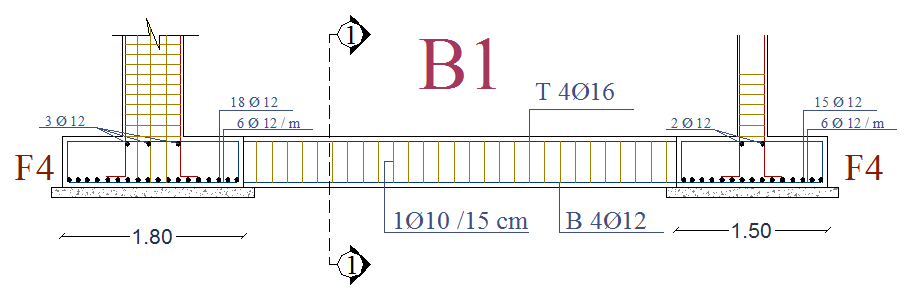 1
B1
T 4Ø16
18 Ø 12
6 Ø 12 / m
3 Ø 12
15 Ø 12
6 Ø 12 / m
2 Ø 12
F4
F4
1Ø10 /15 cm
B 4Ø12
1.80
1.50
1